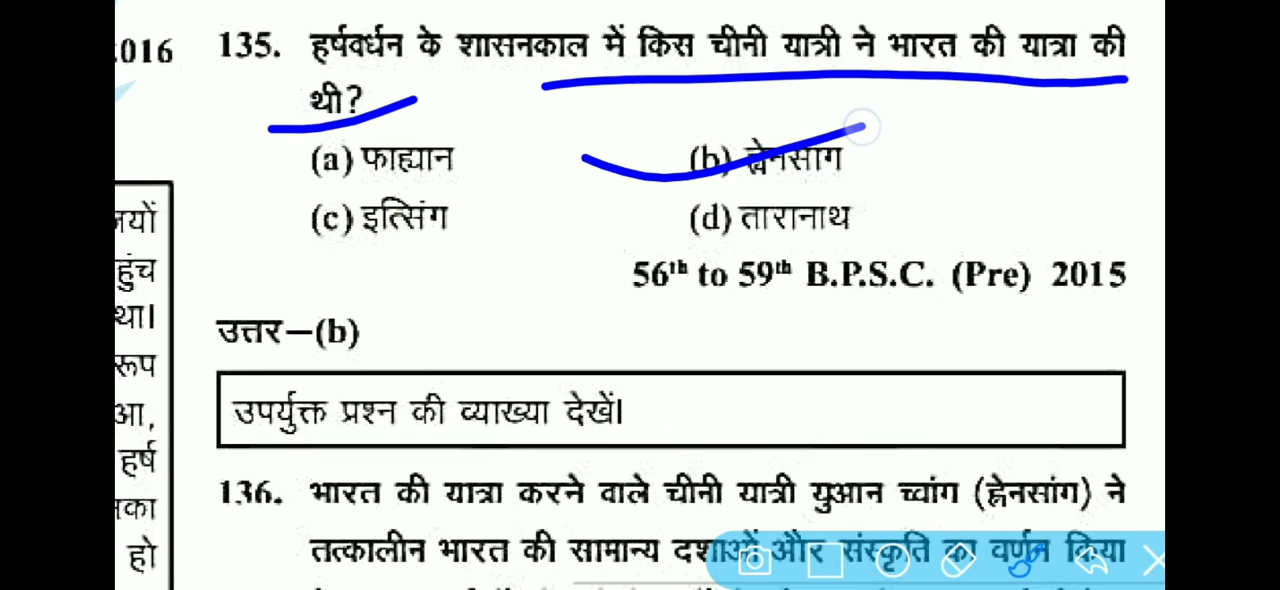 :016
135. हर्षवर्धन के शासनकाल में किस चीनी यात्री ने भारत की यात्रा की
थी?
(a) फाह्यान (b) ह्वेनसाग
(c) इत्सिंग (d) तारानाथ
नयों
हुंच
56th to 59th B.P.S.C. (Pre) 2015
था।
उत्तर–(b)
रूप
आ,
उपर्युक्त प्रश्न की व्याख्या देखें।
हर्ष
136. भारत की यात्रा करने वाले चीनी यात्री युआन च्वांग (ह्वेनसांग) ने
नका
हो
तत्कालीन भारत की सामान्य दशाओं और संस्कृति का वर्णन किया